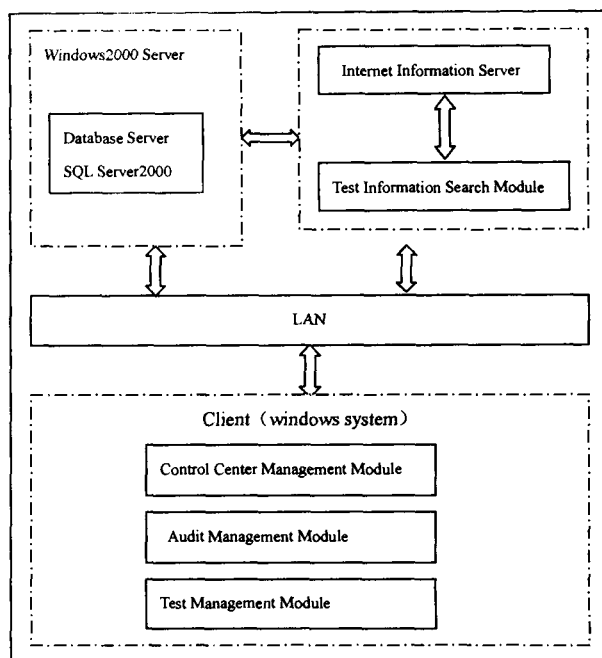 Windows2000 Server
Database Server
SQL Server2000
Internet Information Server
Test Information Search Module
LAN
Client（windows system）
Control Center Management Module
Audit Management Module
Test Management Module